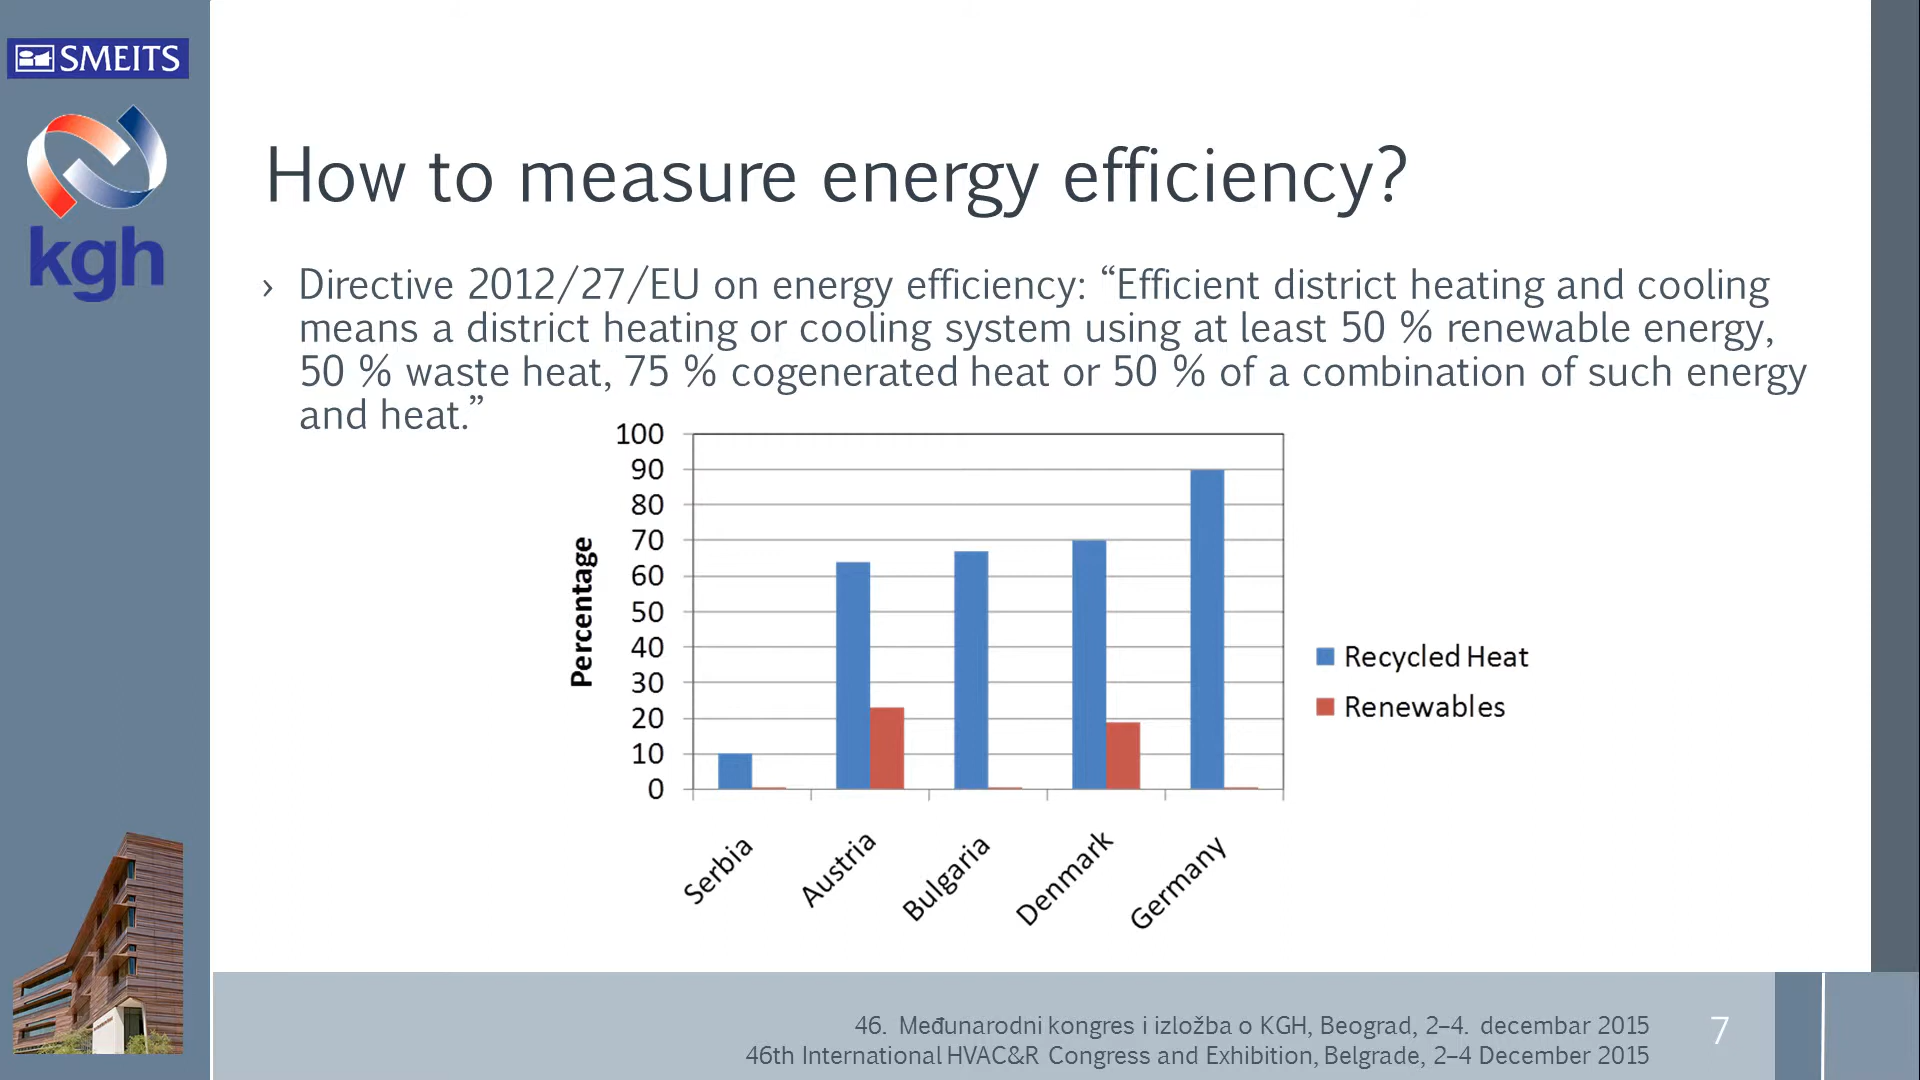 SMEITS
kgh
How to measure energy efficiency?
› Directive 2012/27/EU on energy efficiency: “Efficient district heating and cooling
means a district heating or cooling system using at least 50 % renewable energy,
50 % waste heat, 75 % cogenerated heat or 50 % of a combination of such energy
and heat.”
100
90
80
70
60
50
40
30
20
10
0
Percentage
Serbia
Austria
Bulgaria
Denmark
Germany
Recycled Heat
Renewables
46. Međunarodni kongres i izložba o KGH, Beograd, 2–4. decembar 2015
46th International HVAC&R Congress and Exhibition, Belgrade, 2–4 December 2015
7